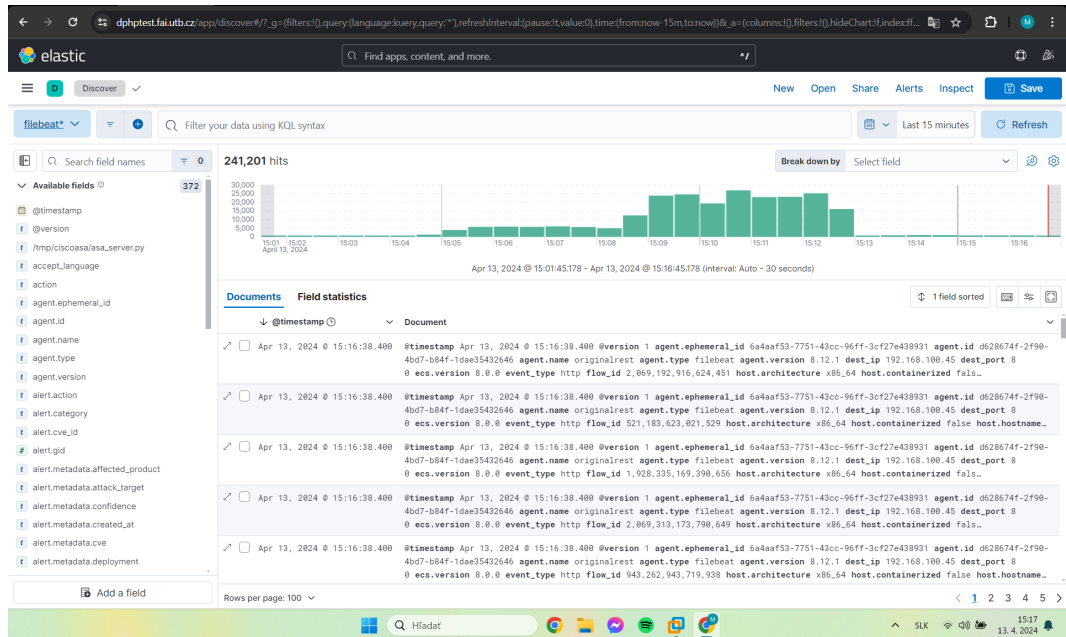 dphptest.fai.utb.cz/app/discover#/?_g=(filters:!(),query:(language:kuery,query:'*'),refreshInterval:(pause:!t,value:0),time:(from:now-15m,to:now))&_a=(columns:!(),filters:!(),hideChart:!f,index:ff...
M
elastic
Find apps, content, and more.
^/
D
Discover
New
Open
Share
Alerts
Inspect
Save
filebeat*
Filter your data using KQL syntax
Last 15 minutes
Refresh
Search field names
0
Available fields
372
@timestamp
@version
/tmp/ciscoasa/asa_server.py
accept_language
action
agent.ephemeral_id
agent.id
agent.name
agent.type
agent.version
alert.action
alert.category
alert.cve_id
alert.gid
alert.metadata.affected_product
alert.metadata.attack_target
alert.metadata.confidence
alert.metadata.created_at
alert.metadata.cve
alert.metadata.deployment
Add a field
241,201 hits
Break down by
Select field
30,000
25,000
20,000
15,000
10,000
5,000
0
15:01 15:02 15:03 15:04 15:05 15:06 15:07 15:08 15:09 15:10 15:11 15:12 15:13 15:14 15:15 15:16
April 13, 2024
Apr 13, 2024 @ 15:01:45.178 - Apr 13, 2024 @ 15:16:45.178 (interval: Auto - 30 seconds)
Documents
Field statistics
1 field sorted
@timestamp
Document
Apr 13, 2024 @ 15:16:38.400
@timestamp Apr 13, 2024 @ 15:16:38.400 @version 1 agent.ephemeral_id 6a4aaf53-7751-43cc-96ff-3cf27e438931 agent.id d628674f-2f90-
4bd7-b84f-1dae35432646 agent.name originalrest agent.type filebeat agent.version 8.12.1 dest_ip 192.168.100.45 dest_port 8
0 ecs.version 8.0.0 event_type http flow_id 2,069,192,916,624,451 host.architecture x86_64 host.containerized fals…
Apr 13, 2024 @ 15:16:38.400
@timestamp Apr 13, 2024 @ 15:16:38.400 @version 1 agent.ephemeral_id 6a4aaf53-7751-43cc-96ff-3cf27e438931 agent.id d628674f-2f90-
4bd7-b84f-1dae35432646 agent.name originalrest agent.type filebeat agent.version 8.12.1 dest_ip 192.168.100.45 dest_port 8
0 ecs.version 8.0.0 event_type http flow_id 521,183,623,021,529 host.architecture x86_64 host.containerized false host.hostname…
Apr 13, 2024 @ 15:16:38.400
@timestamp Apr 13, 2024 @ 15:16:38.400 @version 1 agent.ephemeral_id 6a4aaf53-7751-43cc-96ff-3cf27e438931 agent.id d628674f-2f90-
4bd7-b84f-1dae35432646 agent.name originalrest agent.type filebeat agent.version 8.12.1 dest_ip 192.168.100.45 dest_port 8
0 ecs.version 8.0.0 event_type http flow_id 1,928,335,169,390,656 host.architecture x86_64 host.containerized fals…
Apr 13, 2024 @ 15:16:38.400
@timestamp Apr 13, 2024 @ 15:16:38.400 @version 1 agent.ephemeral_id 6a4aaf53-7751-43cc-96ff-3cf27e438931 agent.id d628674f-2f90-
4bd7-b84f-1dae35432646 agent.name originalrest agent.type filebeat agent.version 8.12.1 dest_ip 192.168.100.45 dest_port 8
0 ecs.version 8.0.0 event_type http flow_id 2,069,313,173,790,649 host.architecture x86_64 host.containerized fals…
Apr 13, 2024 @ 15:16:38.400
@timestamp Apr 13, 2024 @ 15:16:38.400 @version 1 agent.ephemeral_id 6a4aaf53-7751-43cc-96ff-3cf27e438931 agent.id d628674f-2f90-
4bd7-b84f-1dae35432646 agent.name originalrest agent.type filebeat agent.version 8.12.1 dest_ip 192.168.100.45 dest_port 8
0 ecs.version 8.0.0 event_type http flow_id 943,262,943,719,938 host.architecture x86_64 host.containerized false host.hostname…
Rows per page: 100
1 2 3 4 5
Hľadať
SLK
15:17
13. 4. 2024